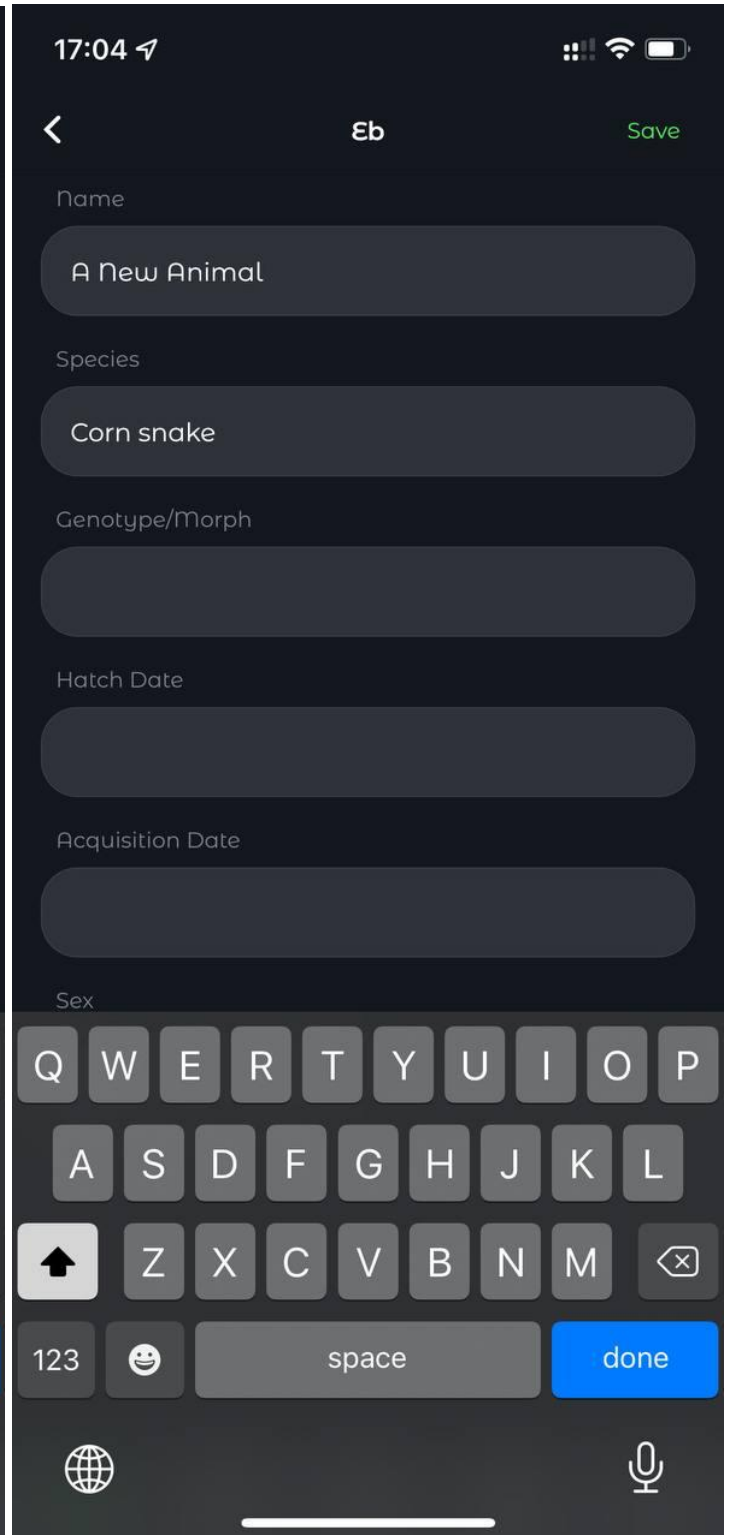 17:04
Eb Save
Name
A New Animal
Species
Corn snake
Genotype/Morph
Hatch Date
Acquisition Date
Sex
Q W E R T Y U I O P
A S D F G H J K L
Z X C V B N M
123 space done